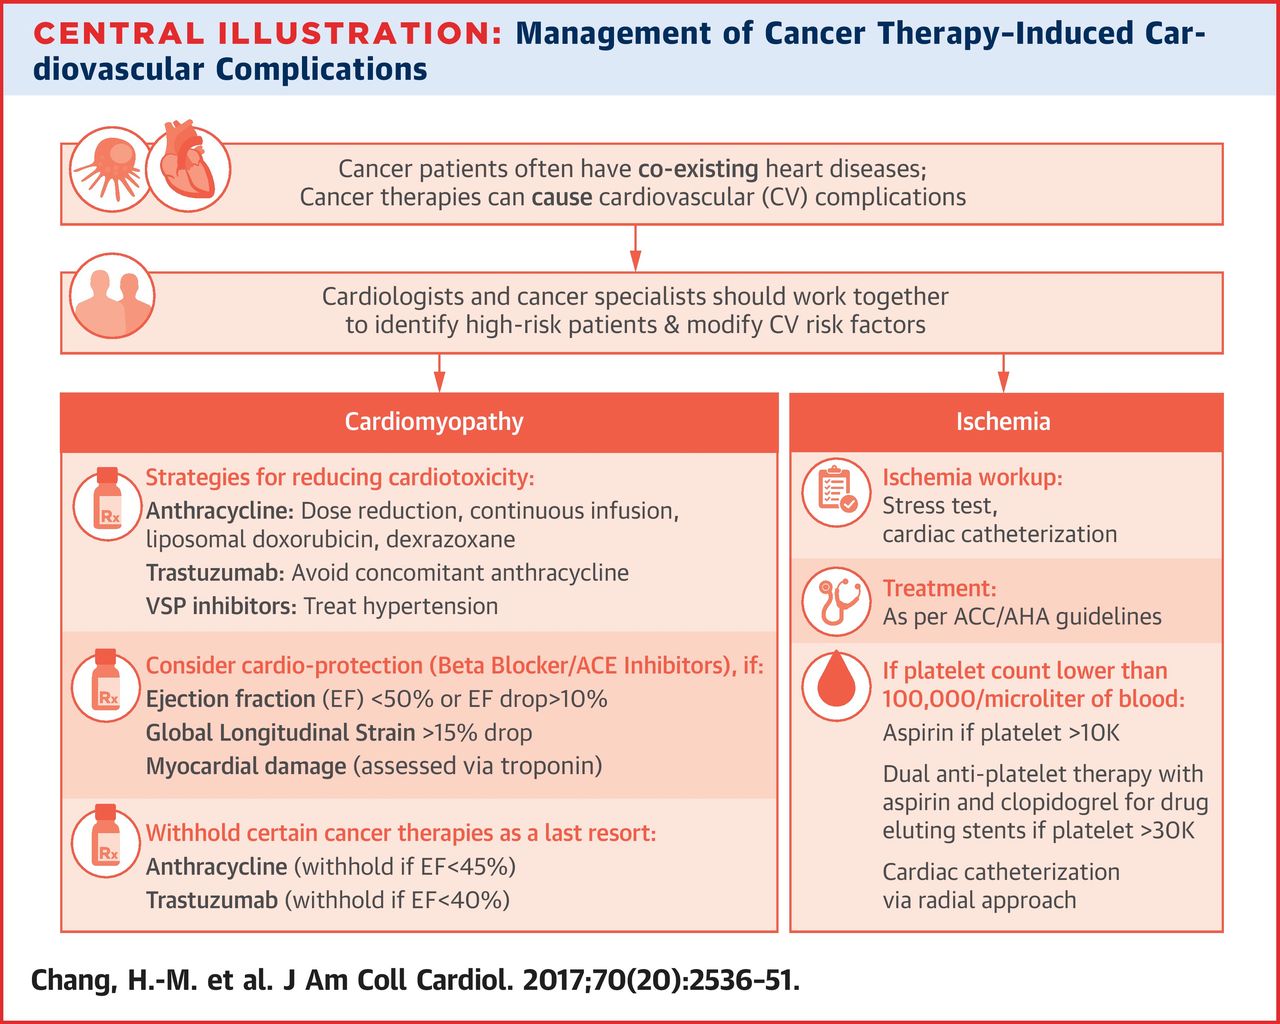 CENTRAL ILLUSTRATION: Management of Cancer Therapy-Induced Car-
diovascular Complications
Cancer patients often have co-existing heart diseases;
Cancer therapies can cause cardiovascular (CV) complications
Cardiologists and cancer specialists should work together
to identify high-risk patients & modify CV risk factors
Cardiomyopathy
Rx
Strategies for reducing cardiotoxicity:
Anthracycline: Dose reduction, continuous infusion,
liposomal doxorubicin, dexrazoxane
Trastuzumab: Avoid concomitant anthracycline
VSP inhibitors: Treat hypertension
Rx
Consider cardio-protection (Beta Blocker/ACE Inhibitors), if:
Ejection fraction (EF) <50% or EF drop>10%
Global Longitudinal Strain >15% drop
Myocardial damage (assessed via troponin)
Rx
Withhold certain cancer therapies as a last resort:
Anthracycline (withhold if EF<45%)
Trastuzumab (withhold if EF<40%)
Ischemia
Ischemia workup:
Stress test,
cardiac catheterization
Treatment:
As per ACC/AHA guidelines
If platelet count lower than
100,000/microliter of blood:
Aspirin if platelet >10K
Dual anti-platelet therapy with
aspirin and clopidogrel for drug
eluting stents if platelet >30K
Cardiac catheterization
via radial approach
Chang, H.-M. et al. J Am Coll Cardiol. 2017;70(20):2536-51.